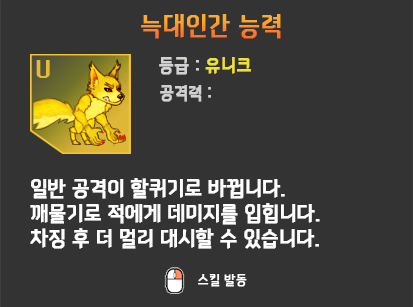 늑대인간 능력
U
등급 : 유니크
공격력 :
일반 공격이 할퀴기로 바뀝니다.
깨물기로 적에게 데미지를 입힙니다.
차징 후 더 멀리 대시할 수 있습니다.
스킬 발동